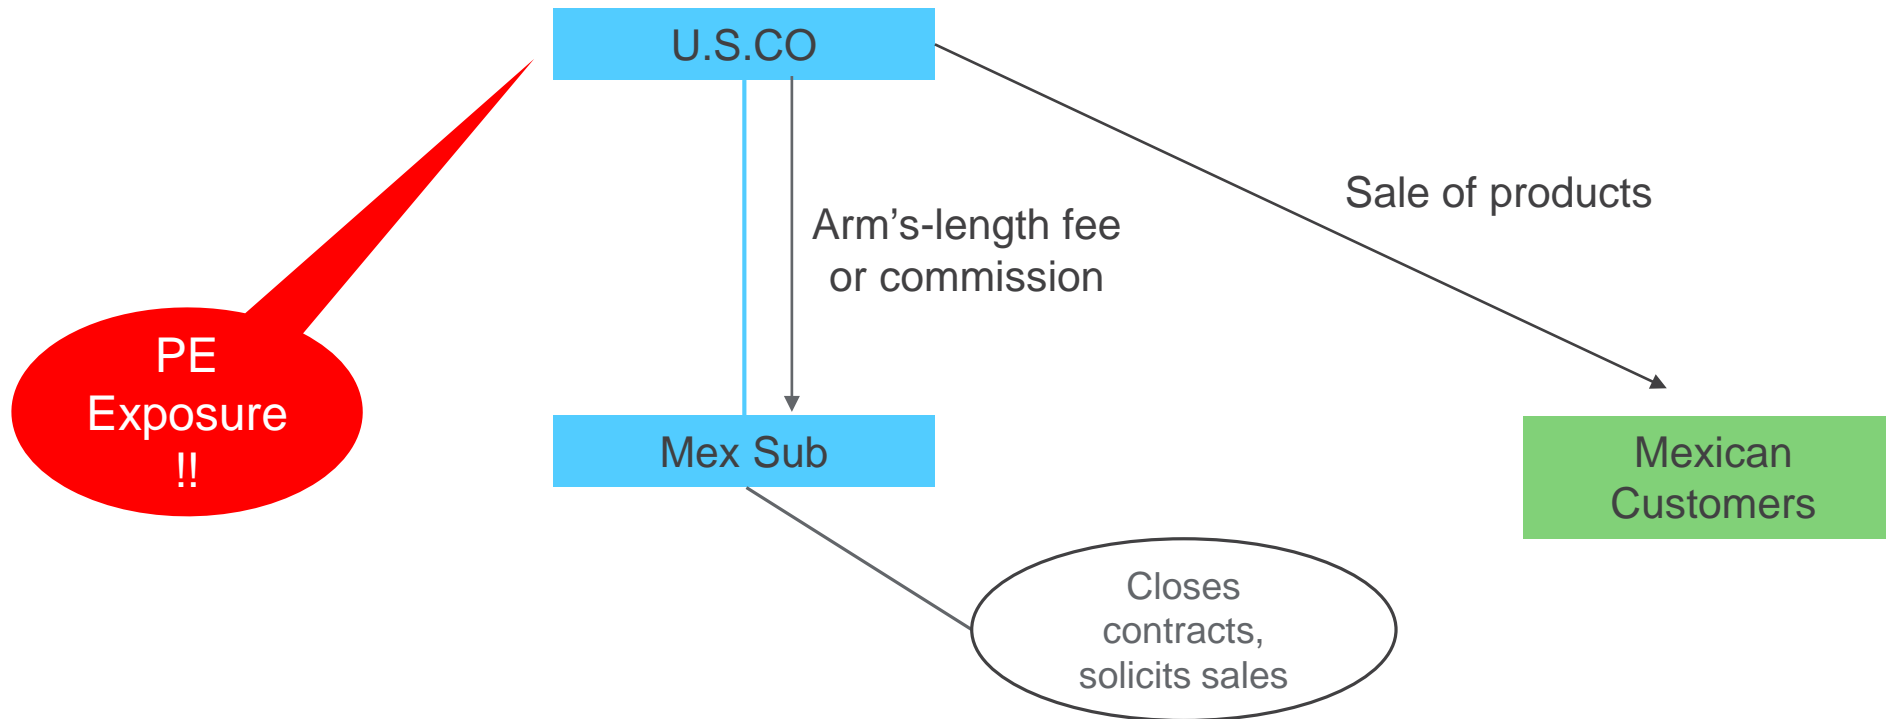 U.S.CO
Sale of products
Arm’s-length fee
or commission
PE
Exposure
!!
Mex Sub
Mexican
Customers
Closes
contracts,
solicits sales